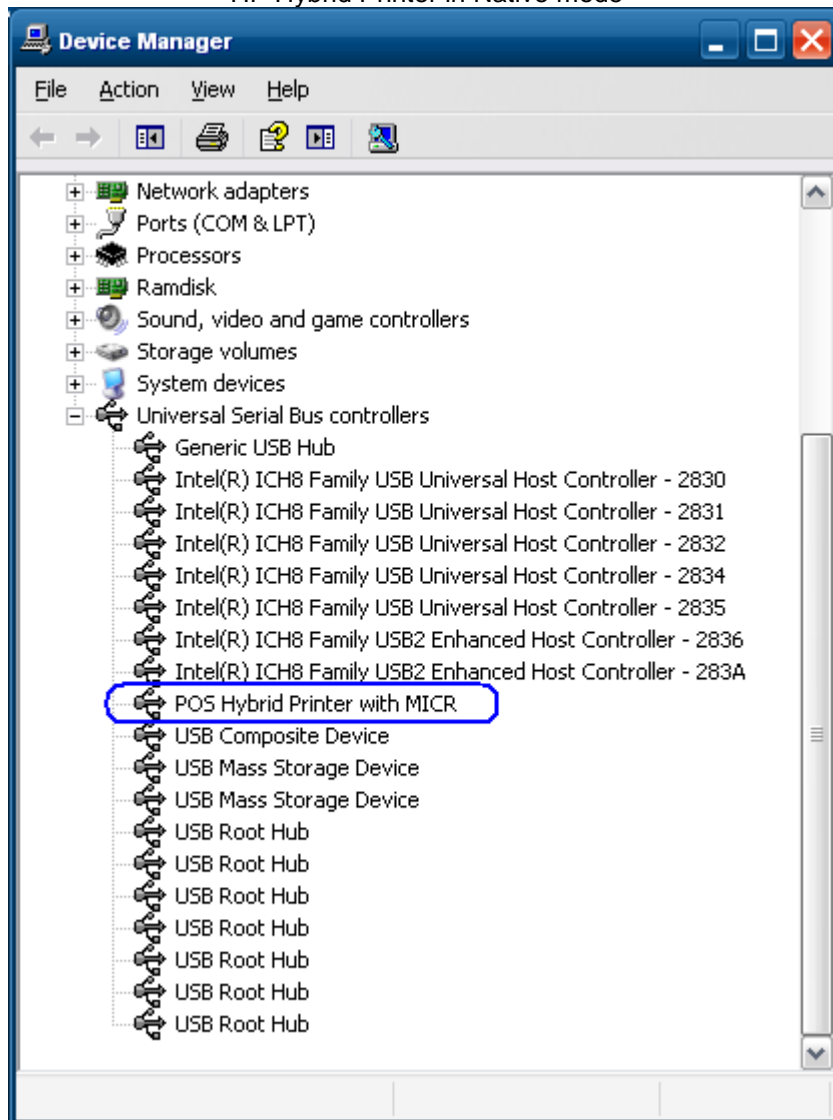 HP Hybrid Printer in Native mode
Device Manager
File Action View Help
Network adapters
Ports (COM & LPT)
Processors
Ramdisk
Sound, video and game controllers
Storage volumes
System devices
Universal Serial Bus controllers
Generic USB Hub
Intel(R) ICH8 Family USB Universal Host Controller - 2830
Intel(R) ICH8 Family USB Universal Host Controller - 2831
Intel(R) ICH8 Family USB Universal Host Controller - 2832
Intel(R) ICH8 Family USB Universal Host Controller - 2834
Intel(R) ICH8 Family USB Universal Host Controller - 2835
Intel(R) ICH8 Family USB2 Enhanced Host Controller - 2836
Intel(R) ICH8 Family USB2 Enhanced Host Controller - 283A
POS Hybrid Printer with MICR
USB Composite Device
USB Mass Storage Device
USB Mass Storage Device
USB Root Hub
USB Root Hub
USB Root Hub
USB Root Hub
USB Root Hub
USB Root Hub
USB Root Hub